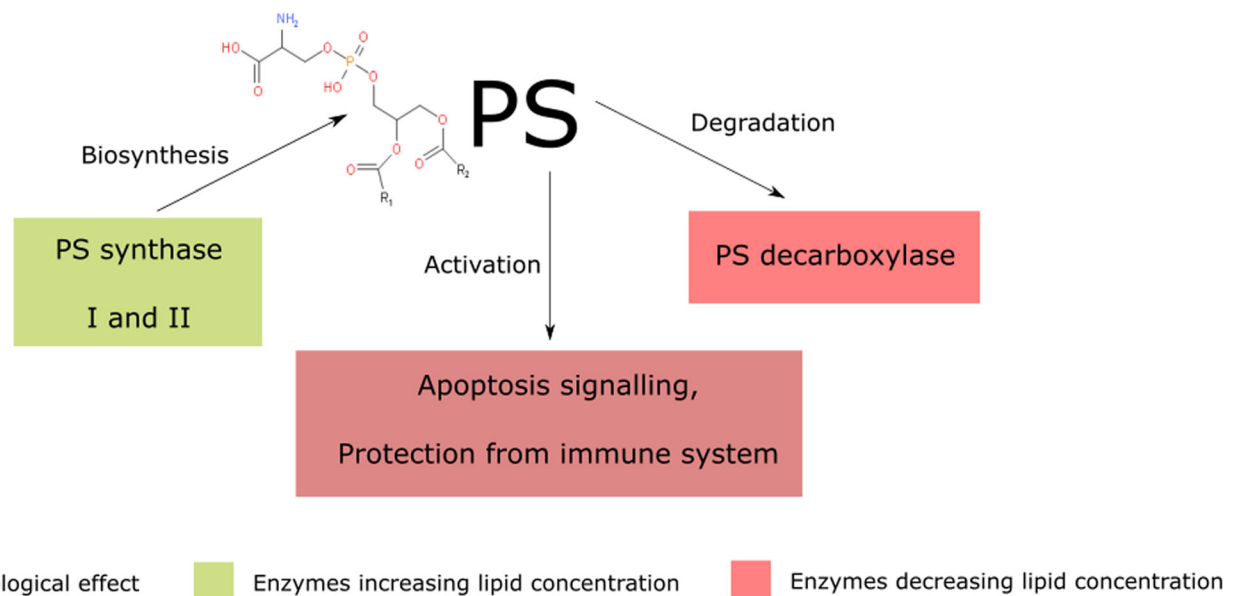 NH2
HO
O
O
O
P
HO
O
O
O
O
O
R2
R1
PS
Degradation
Biosynthesis
PS synthase
I and II
Activation
PS decarboxylase
Apoptosis signalling,
Protection from immune system
logical effect
Enzymes increasing lipid concentration
Enzymes decreasing lipid concentration